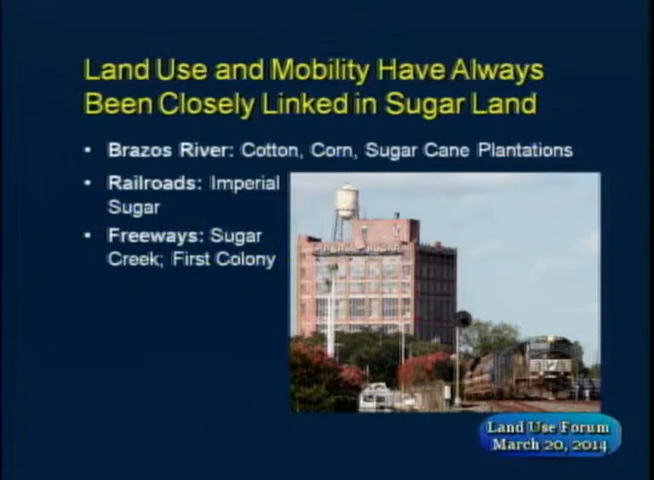 Land Use and Mobility Have Always
Been Closely Linked in Sugar Land
• Brazos River: Cotton, Corn, Sugar Cane Plantations
• Railroads: Imperial
Sugar
• Freeways: Sugar
Creek; First Colony
Land Use Forum
March 20, 2014